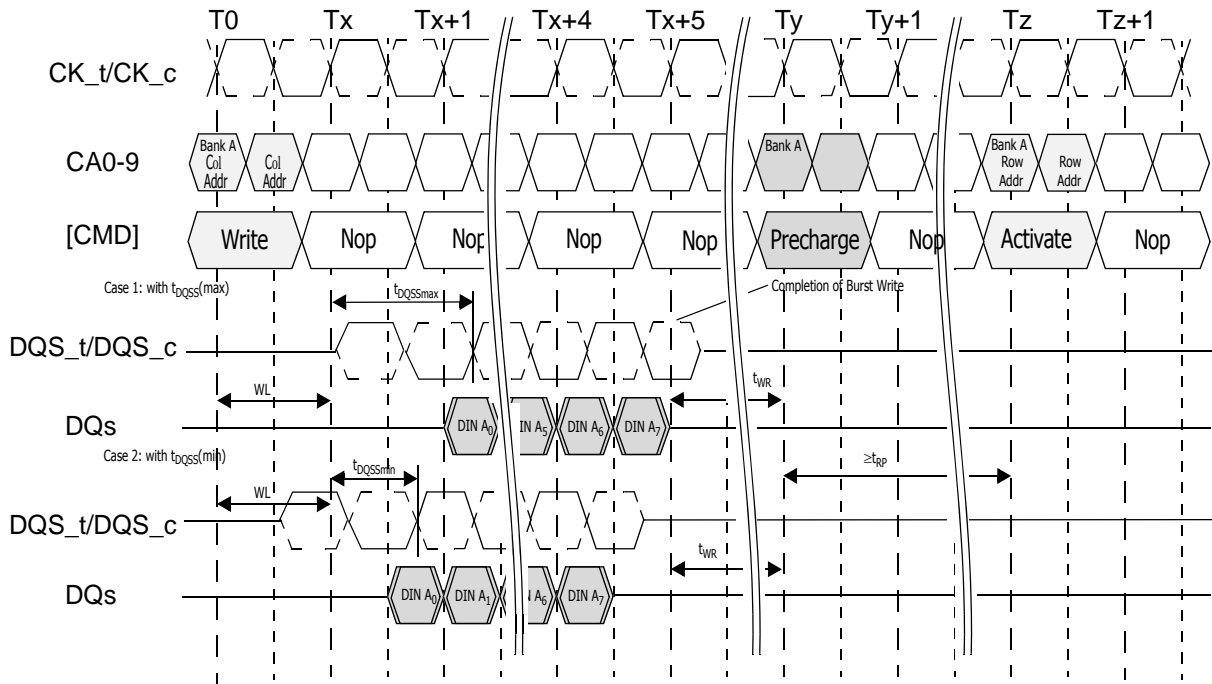 T0 Tx Tx+1 Tx+4 Tx+5 Ty Ty+1 Tz Tz+1
CK_t/CK_c
CA0-9
Bank A
Col
Addr
Col
Addr
Bank A
Bank A
Row
Addr
Row
Addr
[CMD] Write Nop Nop Nop Nop Precharge Nop Activate Nop
Case 1: with tDQSS(max)
tDQSSmax
Completion of Burst Write
DQS_t/DQS_c
WL
tWR
DQs DIN A0 IN A5 DIN A6 DIN A7
Case 2: with tDQSS(min)
tDQSSmin
≥tRP
WL
DQS_t/DQS_c
tWR
DQs DIN A0 DIN A1 IN A6 DIN A7